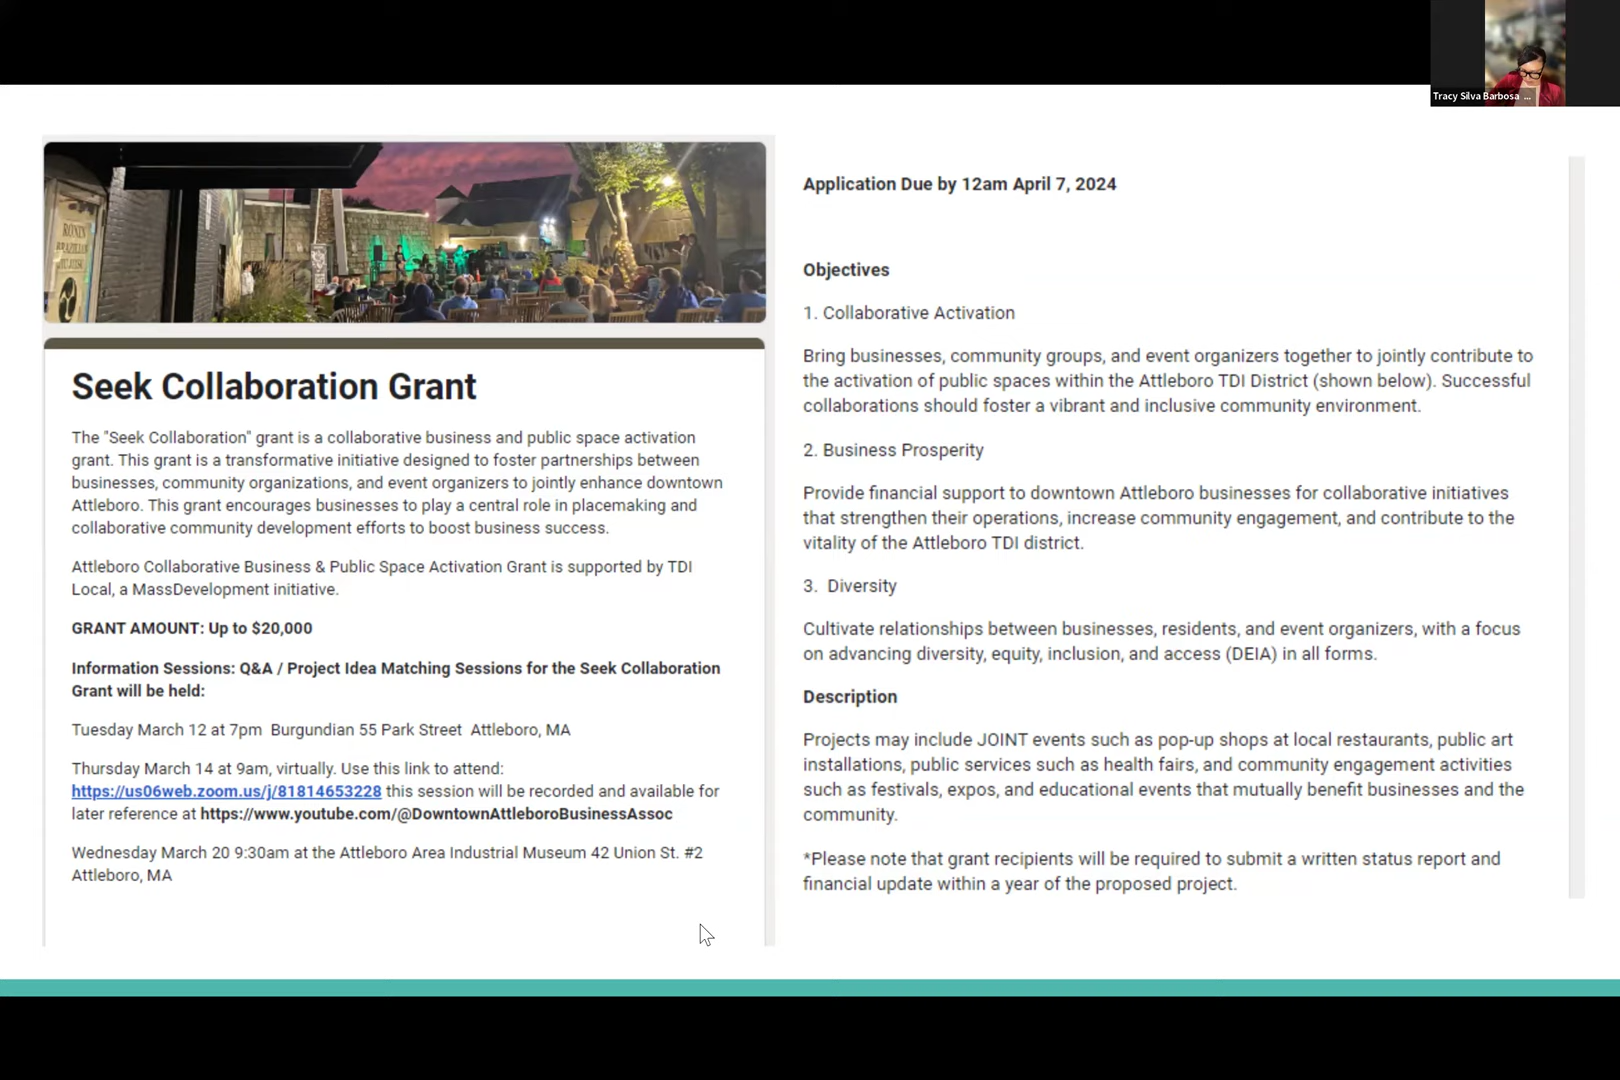 Tracy Silva Barbosa ...
RONIN
Seek Collaboration Grant
The "Seek Collaboration" grant is a collaborative business and public space activation
grant. This grant is a transformative initiative designed to foster partnerships between
businesses, community organizations, and event organizers to jointly enhance downtown
Attleboro. This grant encourages businesses to play a central role in placemaking and
collaborative community development efforts to boost business success.
Attleboro Collaborative Business & Public Space Activation Grant is supported by TDI
Local, a MassDevelopment initiative.
GRANT AMOUNT: Up to $20,000
Information Sessions: Q&A / Project Idea Matching Sessions for the Seek Collaboration
Grant will be held:
Tuesday March 12 at 7pm  Burgundian 55 Park Street  Attleboro, MA
Thursday March 14 at 9am, virtually. Use this link to attend:
https://us06web.zoom.us/j/81814653228 this session will be recorded and available for
later reference at https://www.youtube.com/@DowntownAttleboroBusinessAssoc
Wednesday March 20 9:30am at the Attleboro Area Industrial Museum 42 Union St. #2
Attleboro, MA
Application Due by 12am April 7, 2024
Objectives
1. Collaborative Activation
Bring businesses, community groups, and event organizers together to jointly contribute to
the activation of public spaces within the Attleboro TDI District (shown below). Successful
collaborations should foster a vibrant and inclusive community environment.
2. Business Prosperity
Provide financial support to downtown Attleboro businesses for collaborative initiatives
that strengthen their operations, increase community engagement, and contribute to the
vitality of the Attleboro TDI district.
3.  Diversity
Cultivate relationships between businesses, residents, and event organizers, with a focus
on advancing diversity, equity, inclusion, and access (DEIA) in all forms.
Description
Projects may include JOINT events such as pop-up shops at local restaurants, public art
installations, public services such as health fairs, and community engagement activities
such as festivals, expos, and educational events that mutually benefit businesses and the
community.
*Please note that grant recipients will be required to submit a written status report and
financial update within a year of the proposed project.